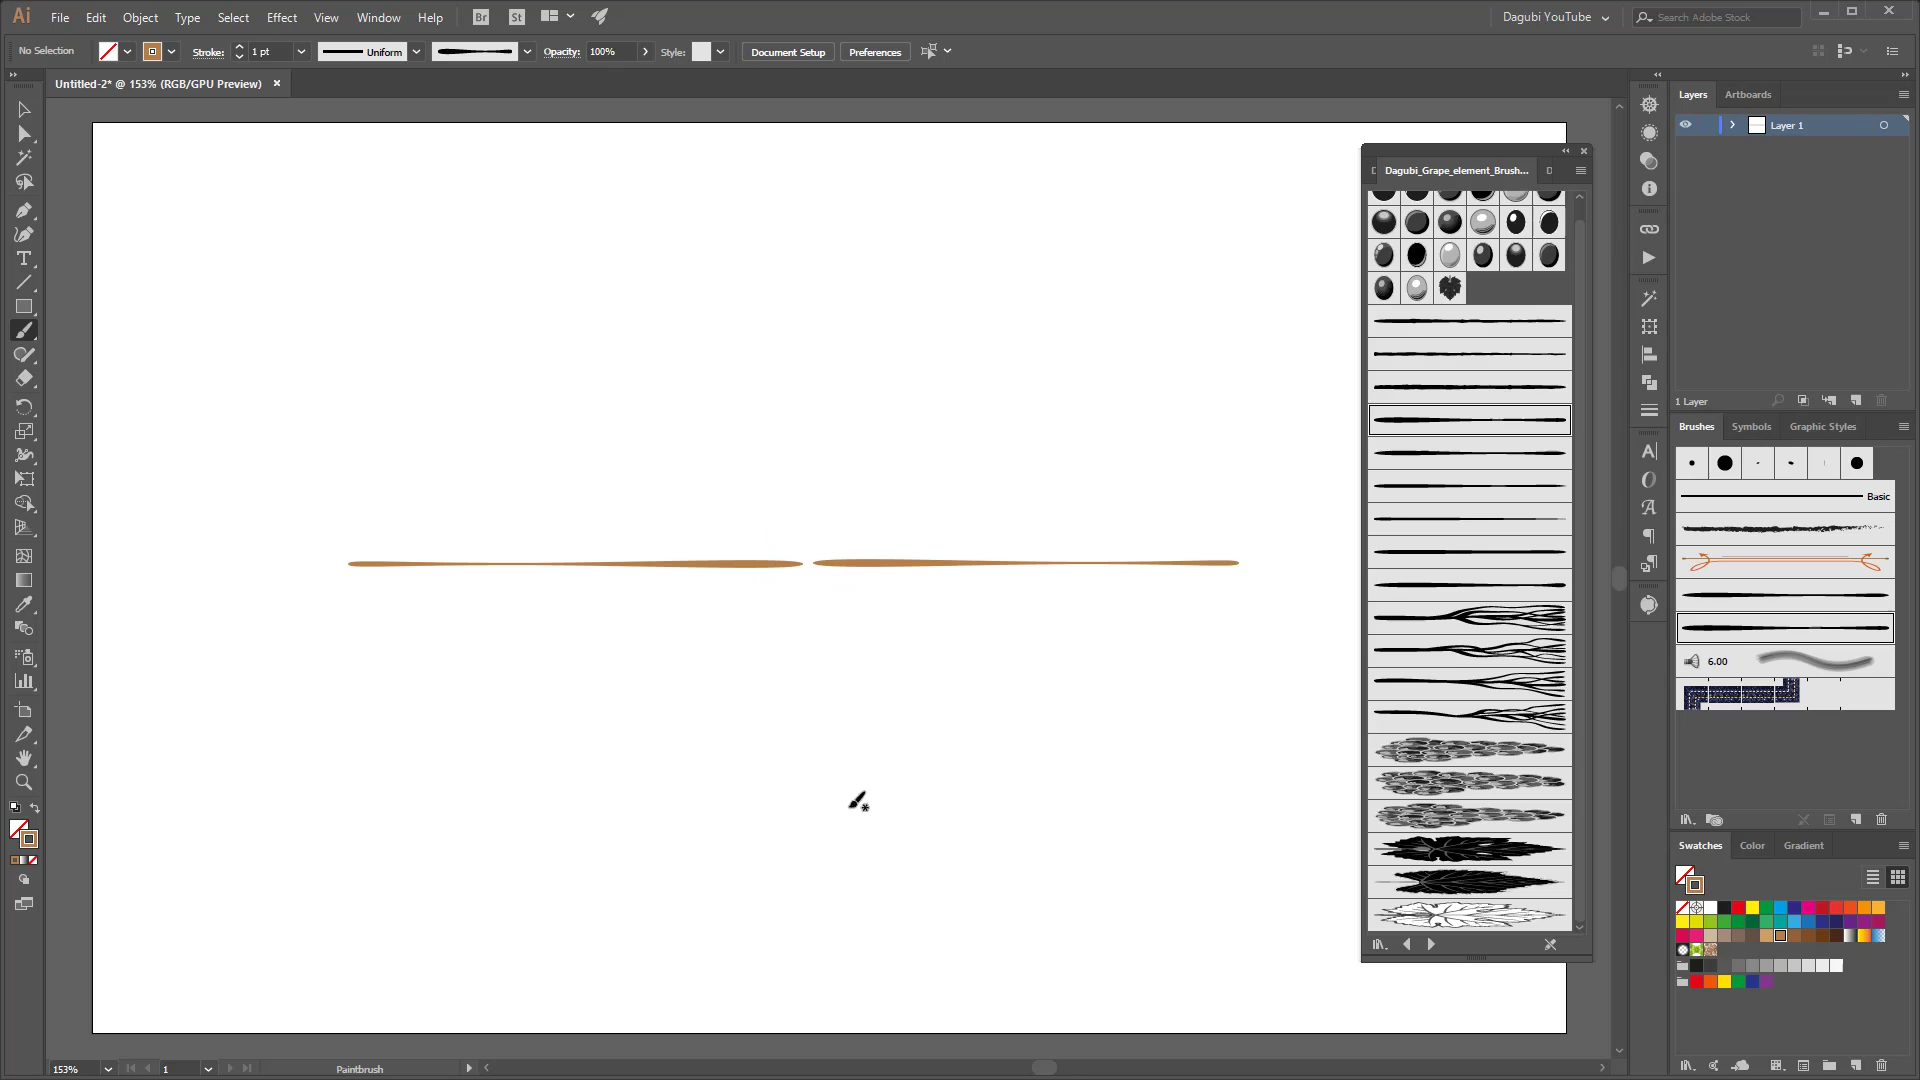 Ai File Edit Object Type Select Effect View Window Help Br St Dagubi YouTube Search Adobe Stock
No Selection Stroke: 1 pt Uniform Opacity: 100% Style: Document Setup Preferences
Untitled-2* @ 153% (RGB/GPU Preview)
Layers Artboards
Layer 1
Dagubi_Grape_element_Brush...
1 Layer
Brushes Symbols Graphic Styles
Basic
6.00
Swatches Color Gradient
153% 1 Paintbrush